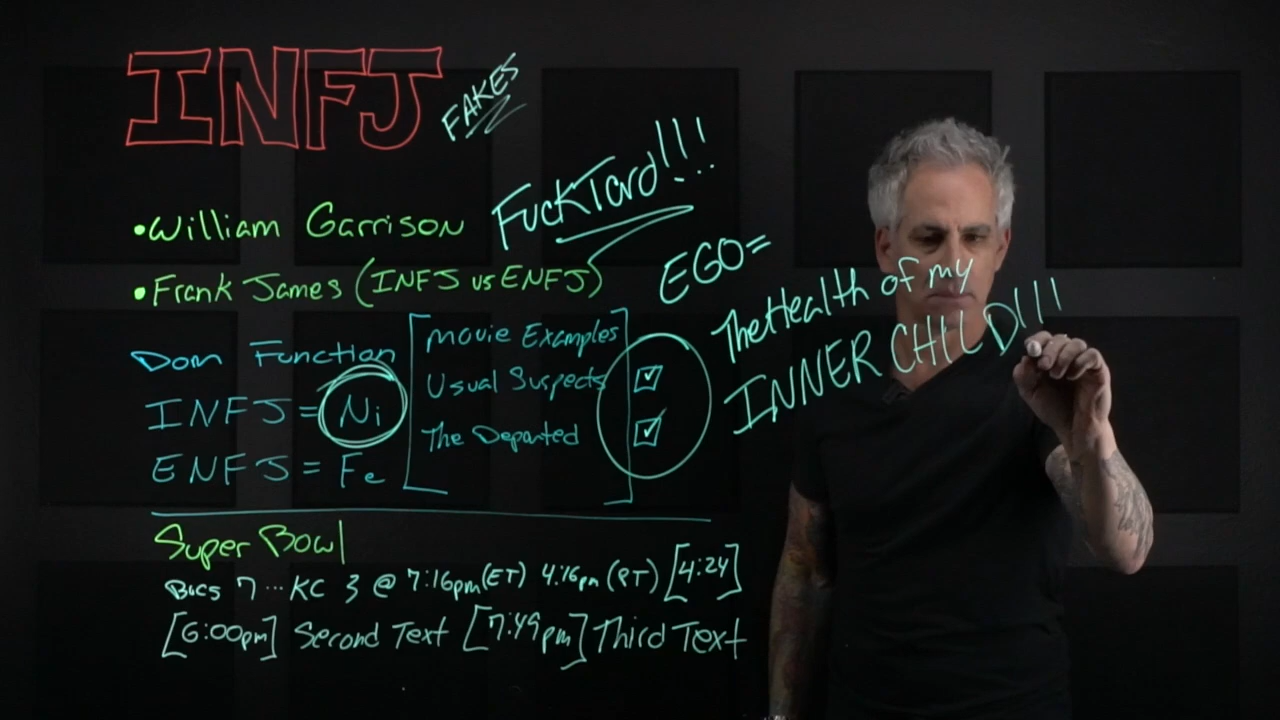 INFJ
FAKES
• William Garrison
FuckTard!!!
• Frank James (INFJ vs ENFJ)
EGO=
The Health of my
INNER CHILD!!!
Dom Function
INFJ = Ni
ENFJ = Fe
[Movie Examples]
Usual Suspects ☑
The Departed ☑
Super Bowl
Bucs 7 ... KC 3 @ 7:16pm (ET) 4:16pm (PT) [4:24]
[6:00pm] Second Text [7:49pm] Third Text